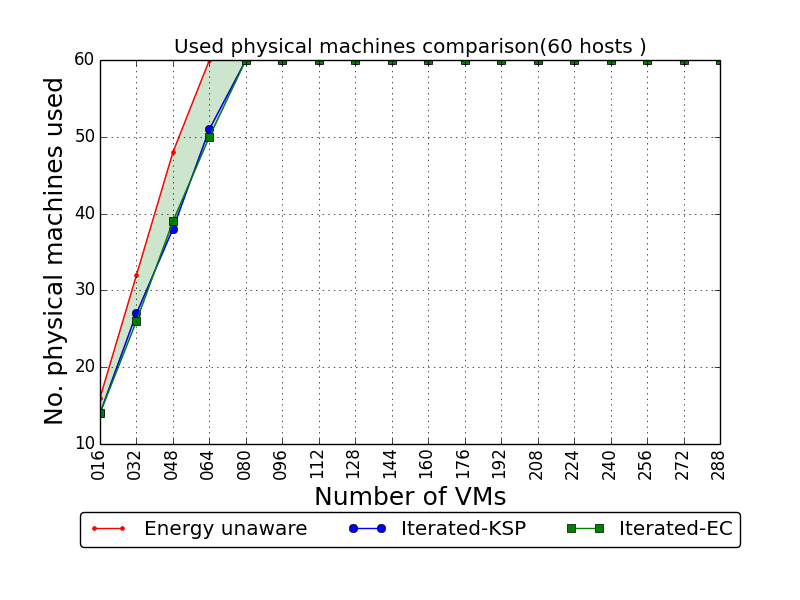 Used physical machines comparison(60 hosts )
No. physical machines used
60
50
40
30
20
10
016 032 048 064 080 096 112 128 144 160 176 192 208 224 240 256 272 288
Number of VMs
Energy unaware Iterated-KSP Iterated-EC